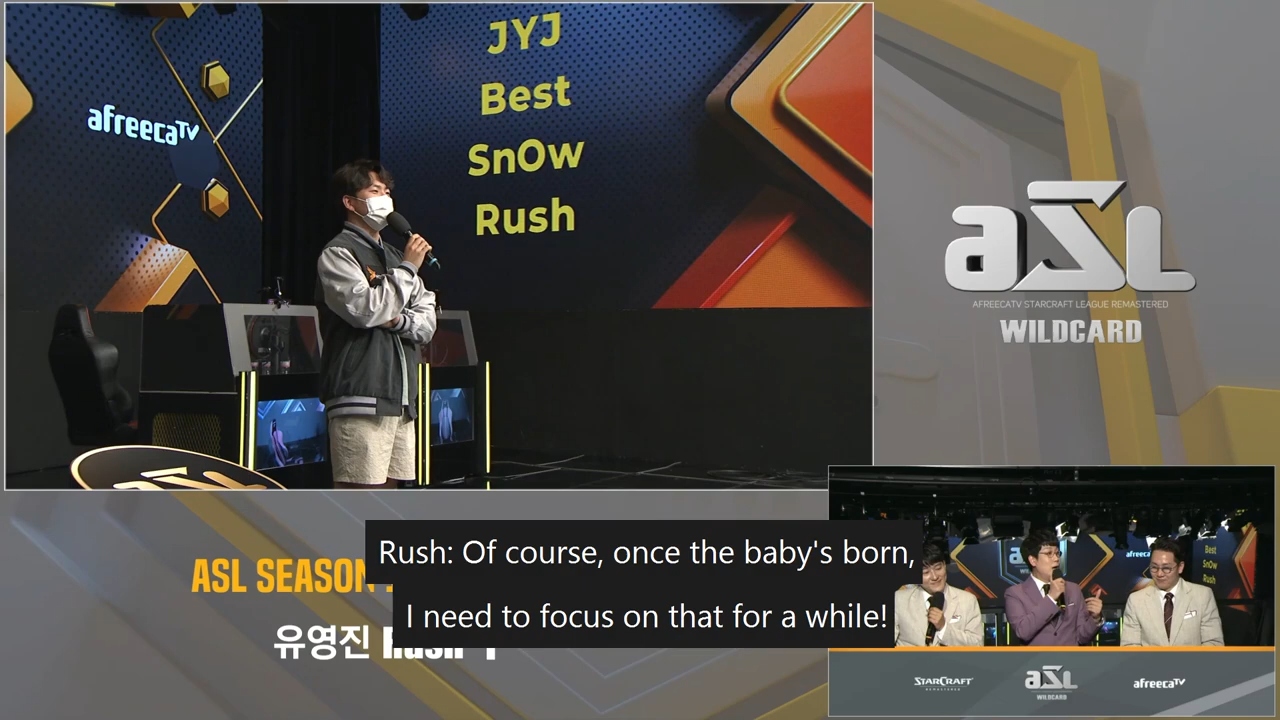 afreecaTV
JYJ
Best
SnOw
Rush
aSL
AFREECATV STARCRAFT LEAGUE REMASTERED
WILDCARD
ASL SEASON
유영진 Rush
Rush: Of course, once the baby's born,
I need to focus on that for a while!
afreeca
Best
SnOw
Rush
STARCRAFT
REMASTERED
aSL
WILDCARD
afreecaTV